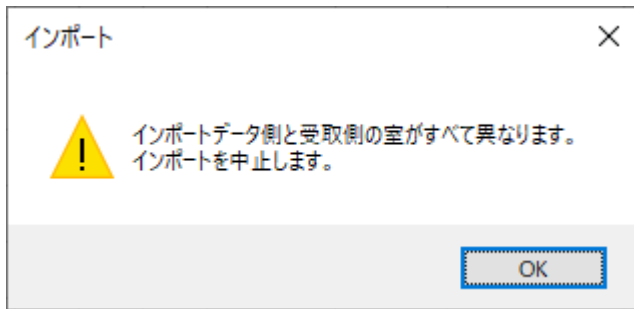 インポート
インポートデータ側と受取側の室がすべて異なります。
インポートを中止します。
OK